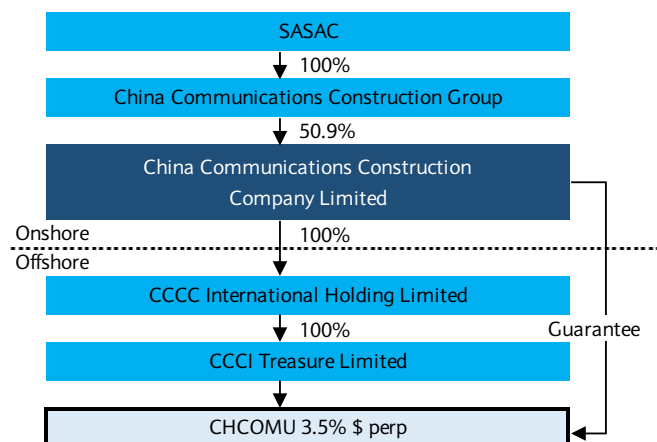 SASAC
100%
China Communications Construction Group
50.9%
China Communications Construction
Company Limited
Onshore
100%
Offshore
CCCC International Holding Limited
100%
Guarantee
CCCI Treasure Limited
CHCOMU 3.5% $ perp